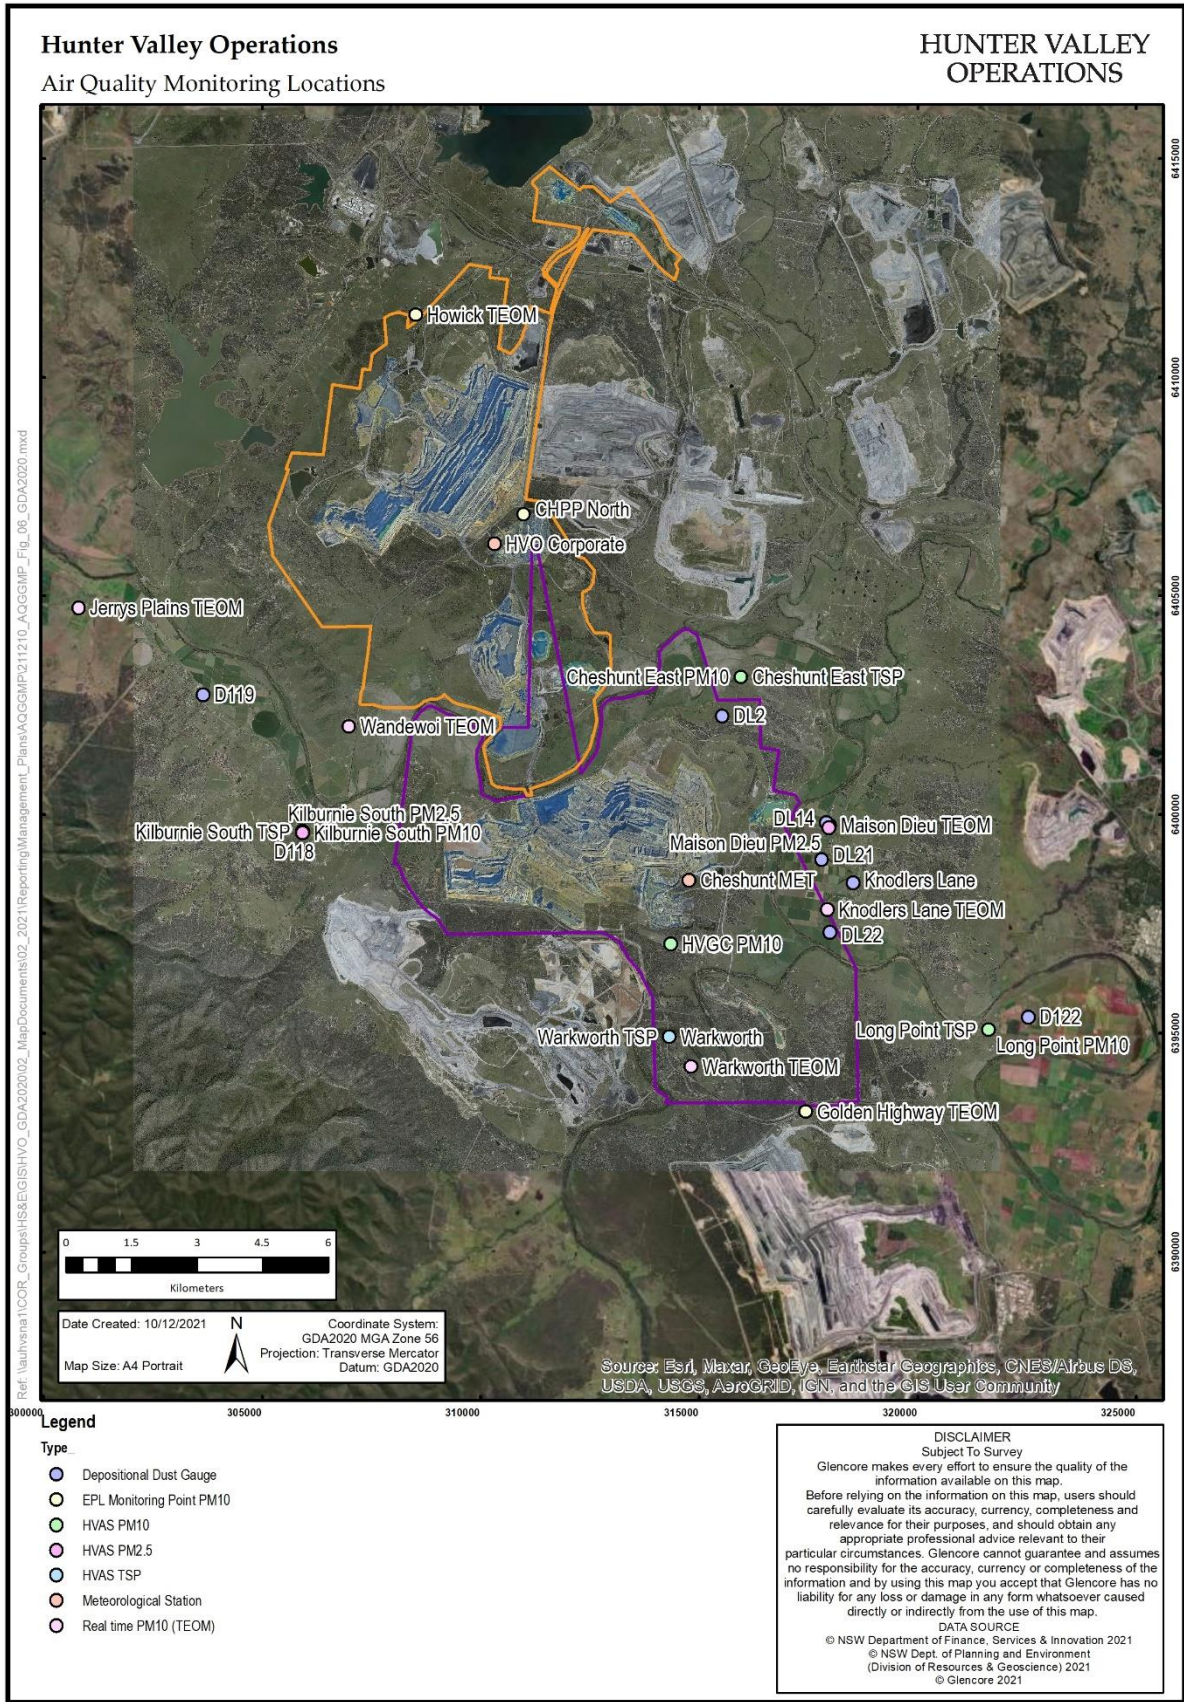 Hunter Valley Operations
Air Quality Monitoring Locations
HUNTER VALLEY
OPERATIONS
Howick TEOM
CHPP North
HVO Corporate
Jerrys Plains TEOM
Cheshunt East PM10
Cheshunt East TSP
D119
DL2
Wandewoi TEOM
Kilburnie South PM2.5
Kilburnie South TSP
Kilburnie South PM10
D118
DL14
Maison Dieu TEOM
Maison Dieu PM2.5
DL21
Cheshunt MET
Knodlers Lane
Knodlers Lane TEOM
DL22
HVGC PM10
D122
Long Point TSP
Long Point PM10
Warkworth TSP
Warkworth
Warkworth TEOM
Golden Highway TEOM
6415000
6410000
6405000
6400000
6395000
6390000
Ref: \\auhvsna1\COR_Groups\HS&E\GIS\HVO_GDA2020\02_MapDocuments\02_2021\Reporting\Management_Plans\AQGGMP\211210_AQGGMP_Fig_06_GDA2020.mxd
0 1.5 3 4.5 6
Kilometers
Date Created: 10/12/2021
Map Size: A4 Portrait
N
Coordinate System:
GDA2020 MGA Zone 56
Projection: Transverse Mercator
Datum: GDA2020
Source: Esri, Maxar, GeoEye, Earthstar Geographics, CNES/Airbus DS,
USDA, USGS, AeroGRID, IGN, and the GIS User Community
300000 305000 310000 315000 320000 325000
Legend
Type_
Depositional Dust Gauge
EPL Monitoring Point PM10
HVAS PM10
HVAS PM2.5
HVAS TSP
Meteorological Station
Real time PM10 (TEOM)
DISCLAIMER
Subject To Survey
Glencore makes every effort to ensure the quality of the
information available on this map.
Before relying on the information on this map, users should
carefully evaluate its accuracy, currency, completeness and
relevance for their purposes, and should obtain any
appropriate professional advice relevant to their
particular circumstances. Glencore cannot guarantee and assumes
no responsibility for the accuracy, currency or completeness of the
information and by using this map you accept that Glencore has no
liability for any loss or damage in any form whatsoever caused
directly or indirectly from the use of this map.
DATA SOURCE
© NSW Department of Finance, Services & Innovation 2021
© NSW Dept. of Planning and Environment
(Division of Resources & Geoscience) 2021
© Glencore 2021